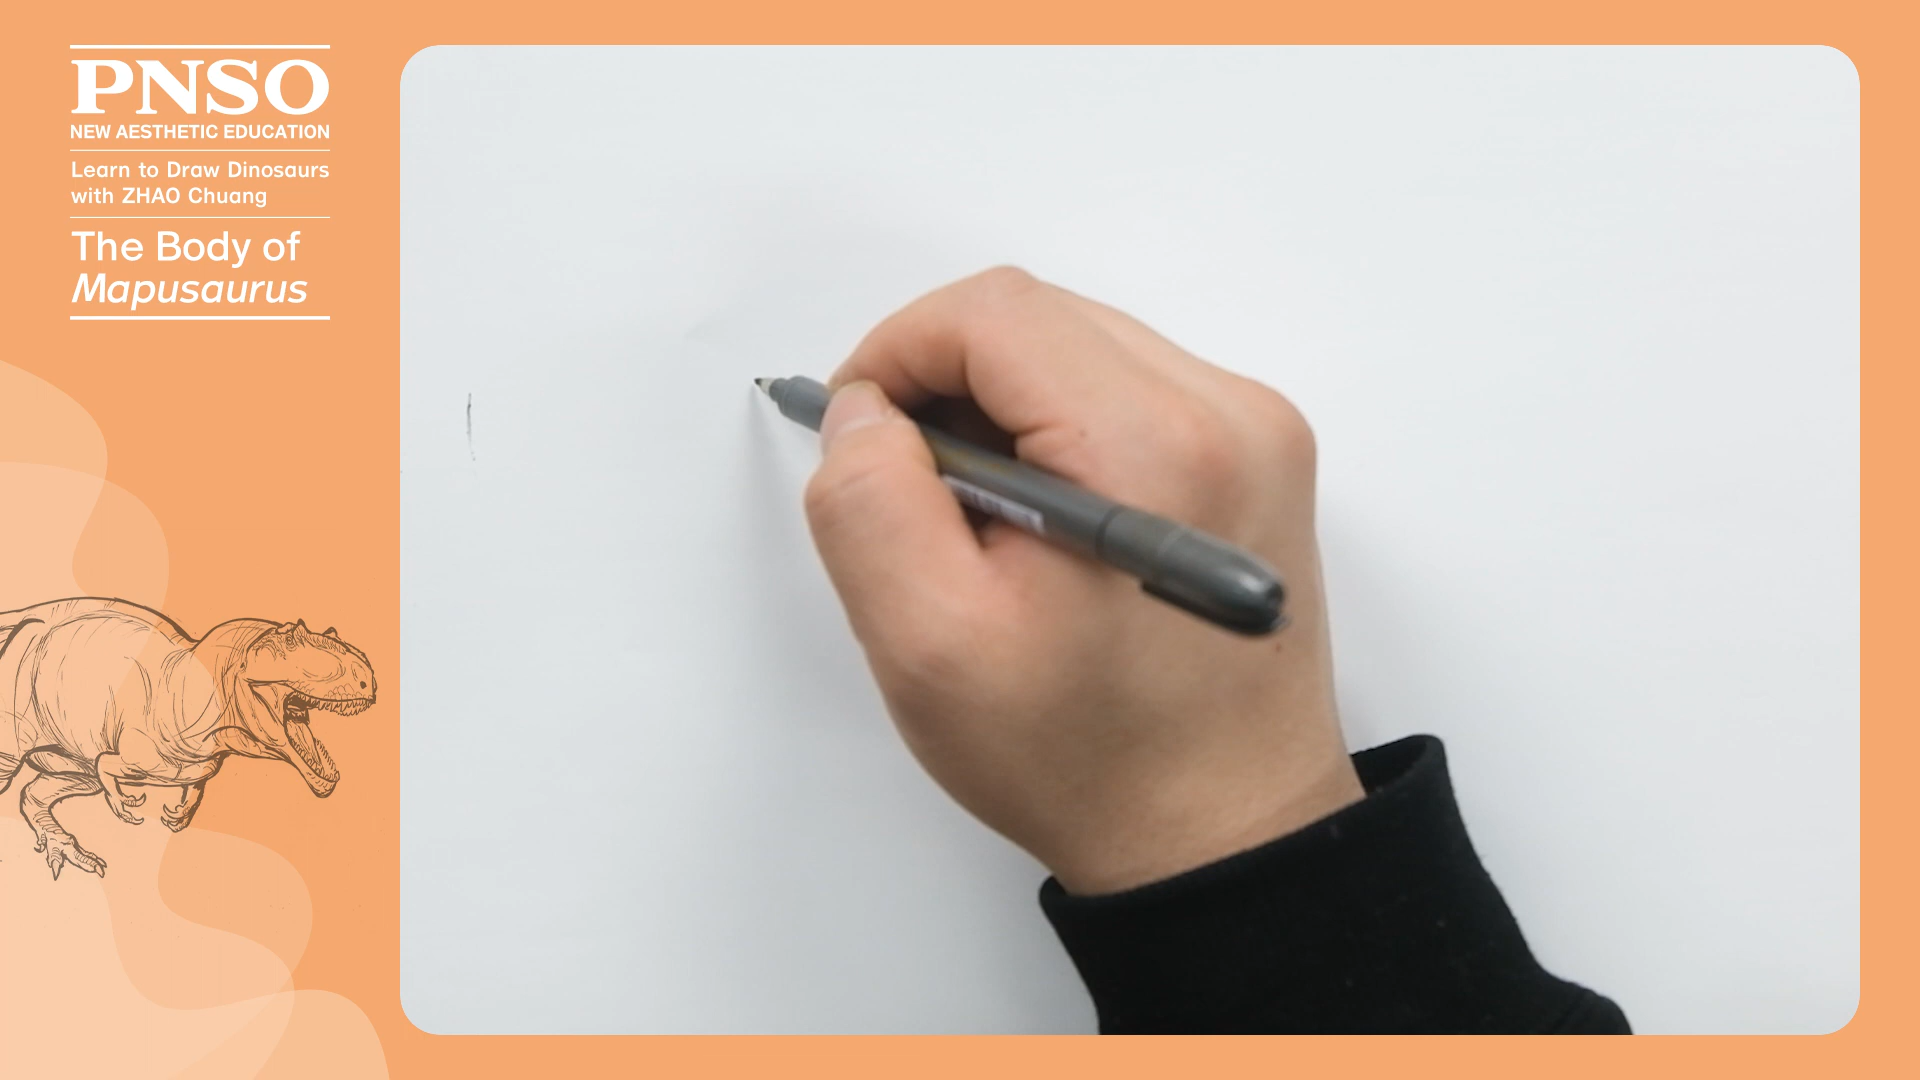 PNSO
NEW AESTHETIC EDUCATION
Learn to Draw Dinosaurs
with ZHAO Chuang
The Body of
Mapusaurus